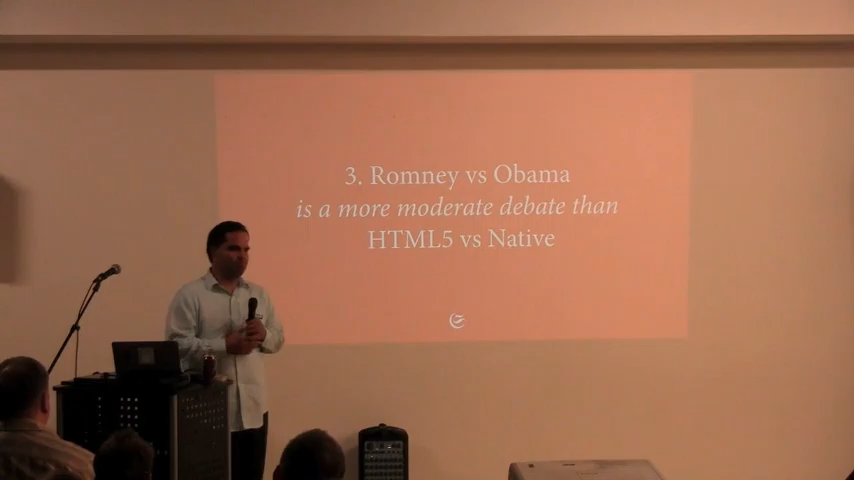 3. Romney vs Obama
is a more moderate debate than
HTML5 vs Native